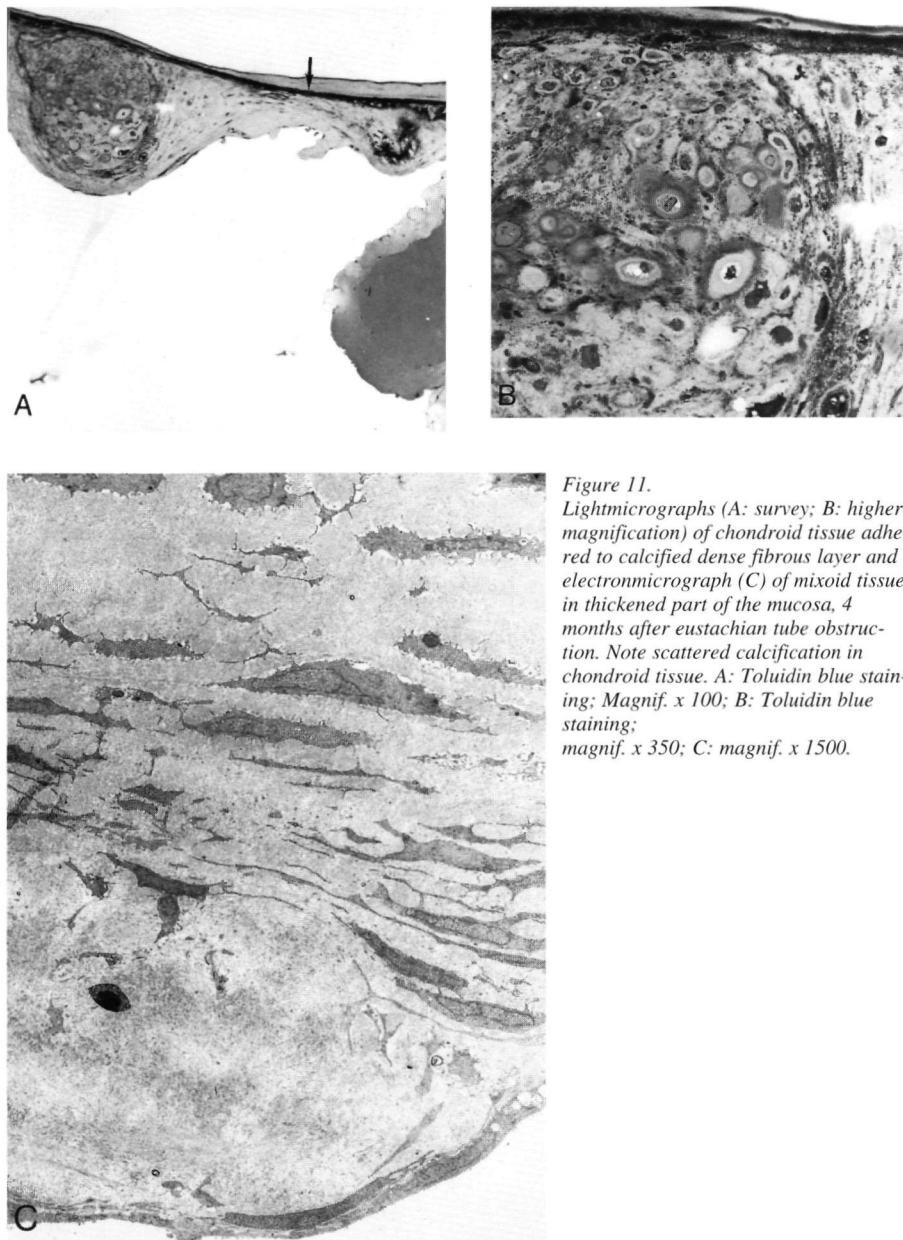 A
B
C
Figure 11.
Lightmicrographs (A: survey; B: higher
magnification) of chondroid tissue adhe-
red to calcified dense fibrous layer and
electronmicrograph (C) of mixoid tissue
in thickened part of the mucosa, 4
months after eustachian tube obstruc-
tion. Note scattered calcification in
chondroid tissue. A: Toluidin blue stain-
ing; Magnif. x 100; B: Toluidin blue
staining;
magnif. x 350; C: magnif. x 1500.